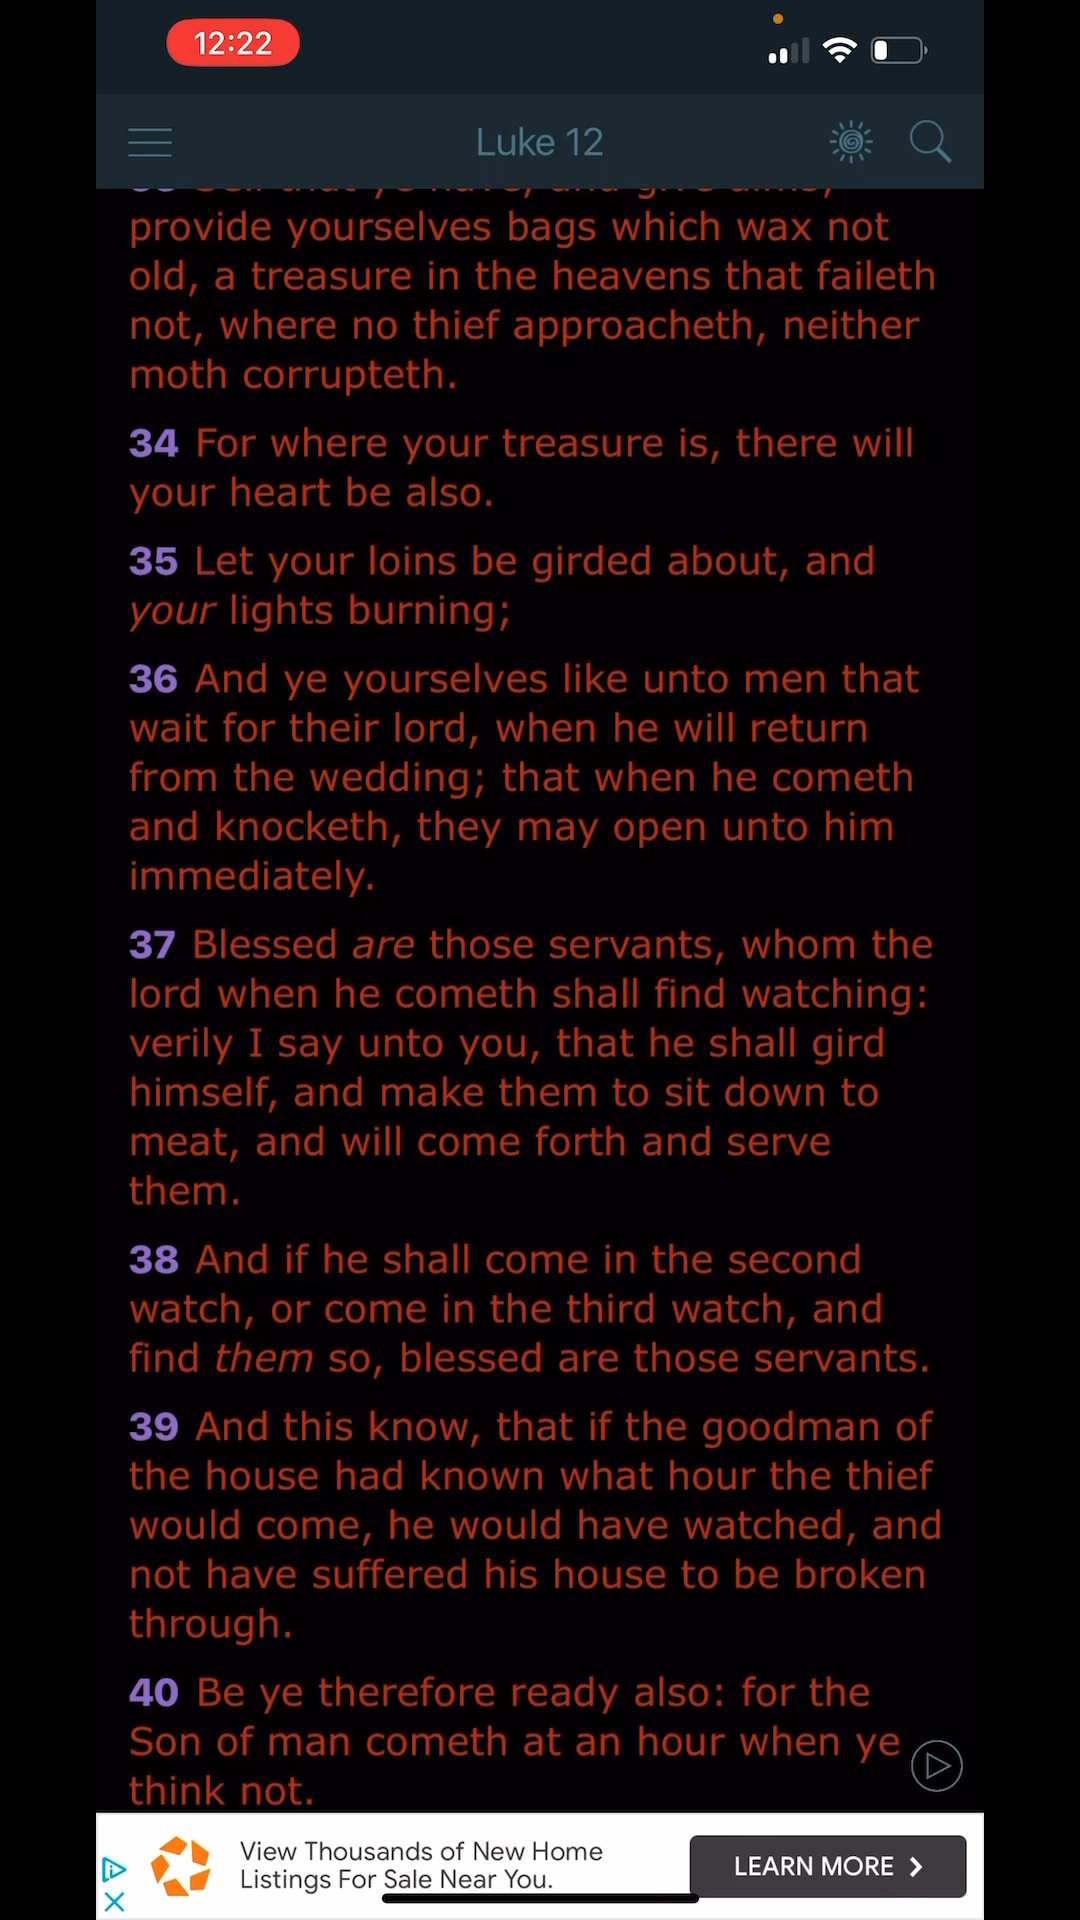 12:22
Luke 12
provide yourselves bags which wax not
old, a treasure in the heavens that faileth
not, where no thief approacheth, neither
moth corrupteth.
34 For where your treasure is, there will
your heart be also.
35 Let your loins be girded about, and
your lights burning;
36 And ye yourselves like unto men that
wait for their lord, when he will return
from the wedding; that when he cometh
and knocketh, they may open unto him
immediately.
37 Blessed are those servants, whom the
lord when he cometh shall find watching:
verily I say unto you, that he shall gird
himself, and make them to sit down to
meat, and will come forth and serve
them.
38 And if he shall come in the second
watch, or come in the third watch, and
find them so, blessed are those servants.
39 And this know, that if the goodman of
the house had known what hour the thief
would come, he would have watched, and
not have suffered his house to be broken
through.
40 Be ye therefore ready also: for the
Son of man cometh at an hour when ye
think not.
View Thousands of New Home
Listings For Sale Near You.
LEARN MORE